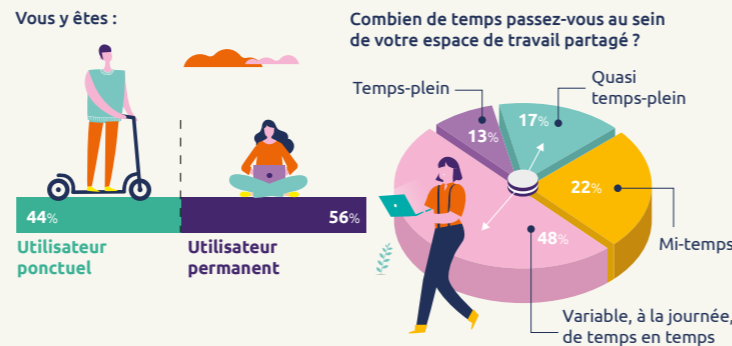 Vous y êtes :
44%
56%
Utilisateur
ponctuel
Utilisateur
permanent
Combien de temps passez-vous au sein
de votre espace de travail partagé ?
Temps-plein
13%
Quasi
temps-plein
17%
22%
Mi-temps
48%
Variable, à la journée,
de temps en temps